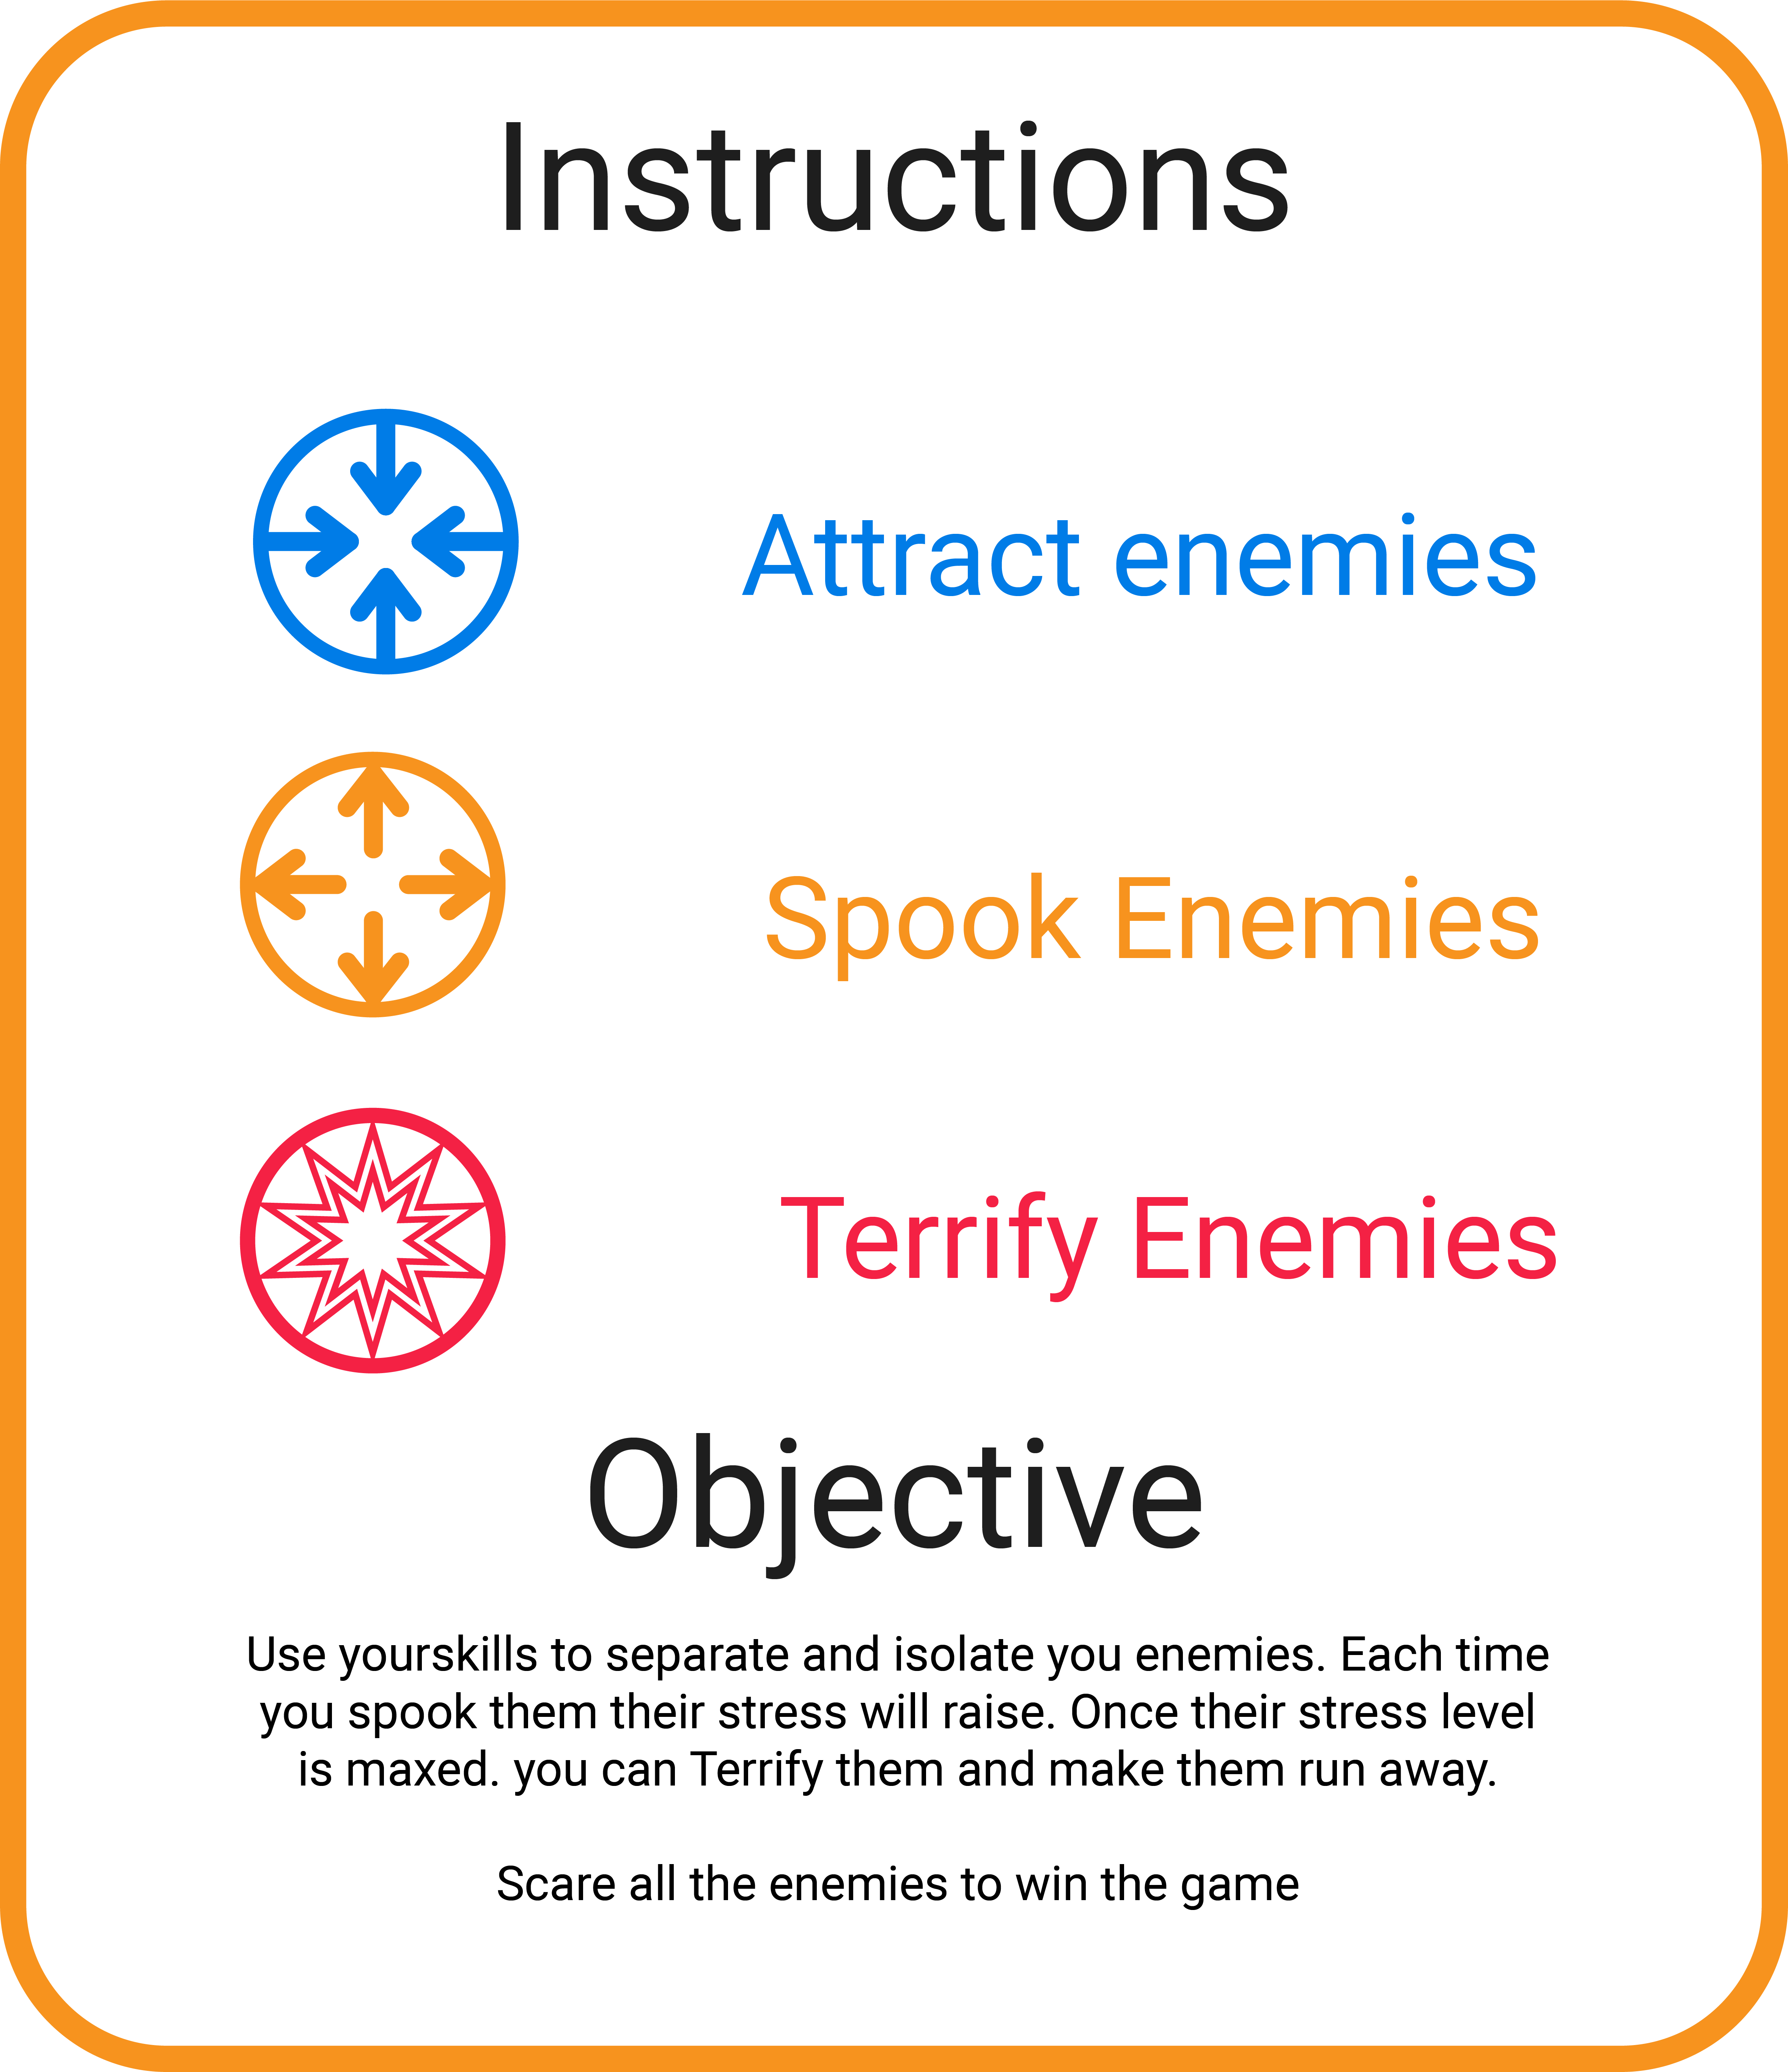 Instructions
Attract enemies
Spook Enemies
Terrify Enemies
Objective
Use yourskills to separate and isolate you enemies. Each time
you spook them their stress will raise. Once their stress level
is maxed. you can Terrify them and make them run away.
Scare all the enemies to win the game